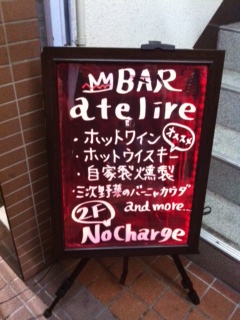 BAR
atelire
・ホットワイン オススメ
・ホットウイスキー
・自家製燻製
・三次野菜のバーニャカウダ
2F and more...
No Charge